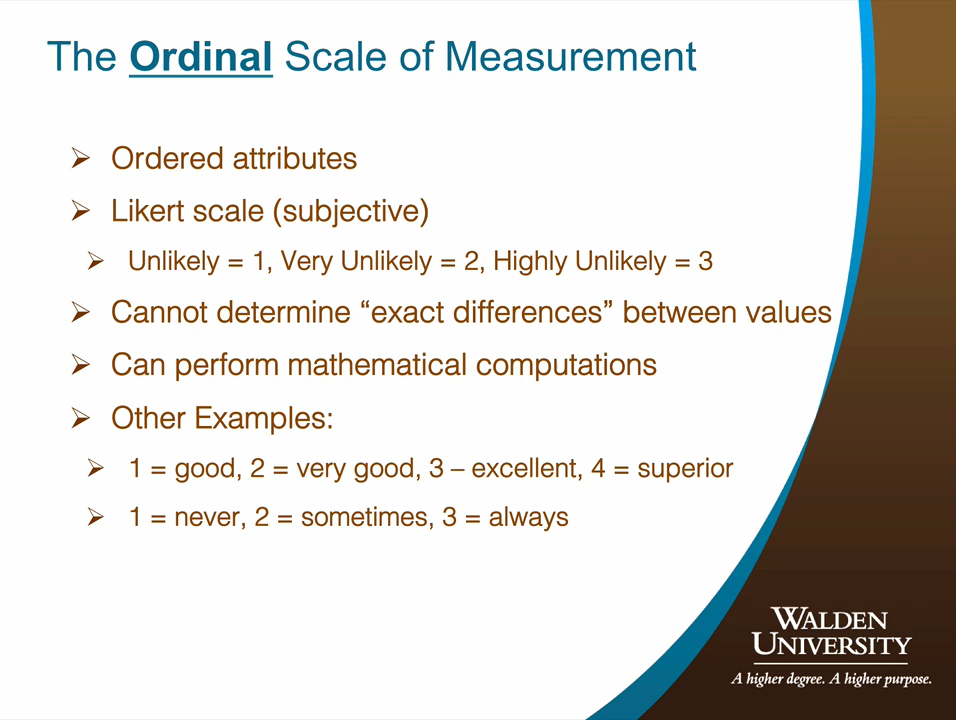 The Ordinal Scale of Measurement
Ordered attributes
Likert scale (subjective)
Unlikely = 1, Very Unlikely = 2, Highly Unlikely = 3
Cannot determine “exact differences” between values
Can perform mathematical computations
Other Examples:
1 = good, 2 = very good, 3 – excellent, 4 = superior
1 = never, 2 = sometimes, 3 = always
WALDEN
UNIVERSITY
A higher degree. A higher purpose.